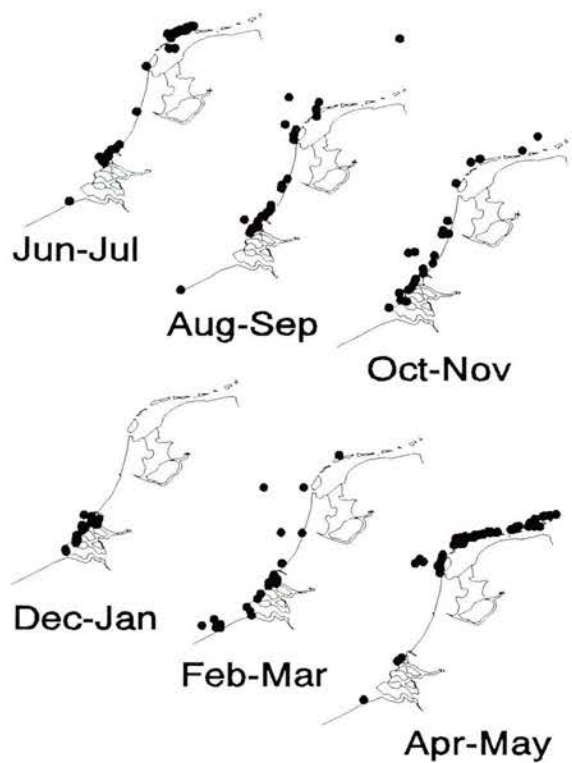 Jun-Jul
Aug-Sep
Oct-Nov
Dec-Jan
Feb-Mar
Apr-May